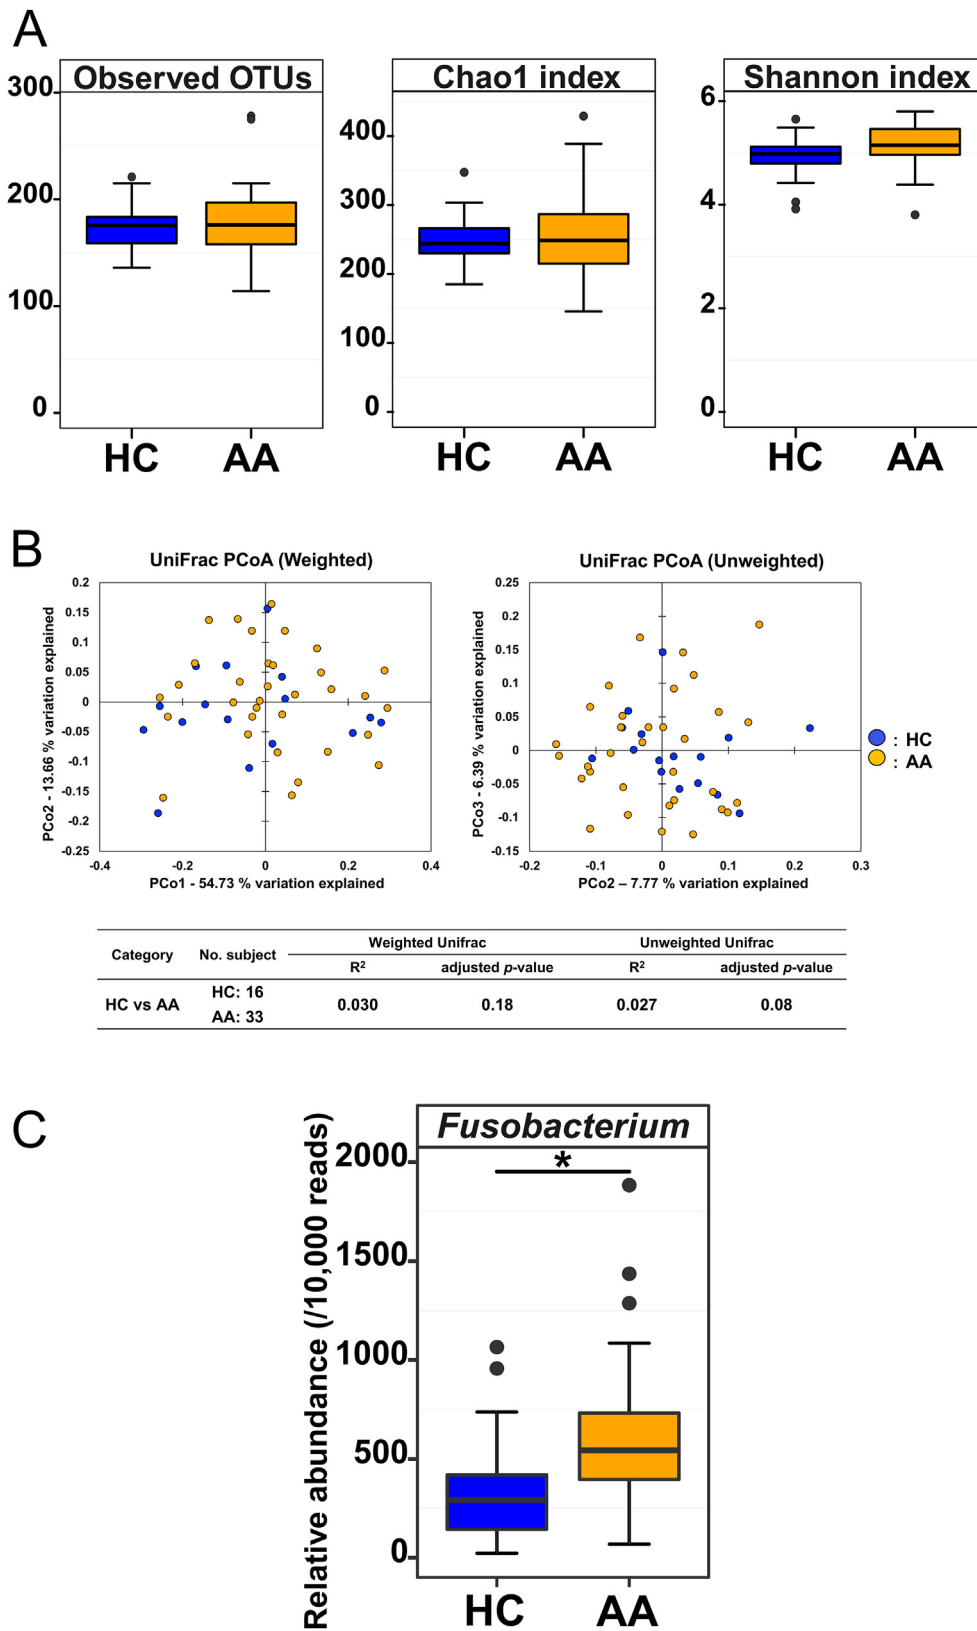 A
Observed OTUs
300
200
100
0
HC AA
Chao1 index
400
300
200
100
0
HC AA
Shannon index
6
4
2
0
HC AA
B
UniFrac PCoA (Weighted)
PCo2 - 13.66 % variation explained
0.2
0.15
0.1
0.05
0
-0.05
-0.1
-0.15
-0.2
-0.25
-0.4 -0.2 0 0.2 0.4
PCo1 - 54.73 % variation explained
UniFrac PCoA (Unweighted)
PCo3 - 6.39 % variation explained
0.25
0.2
0.15
0.1
0.05
0
-0.05
-0.1
-0.15
-0.2 -0.1 0 0.1 0.2 0.3
PCo2 – 7.77 % variation explained
: HC
: AA
Category No. subject Weighted Unifrac Unweighted Unifrac
R² adjusted p-value R² adjusted p-value
HC vs AA HC: 16 0.030 0.18 0.027 0.08
AA: 33
C
Fusobacterium
Relative abundance (/10,000 reads)
2000
1500
1000
500
0
*
HC AA